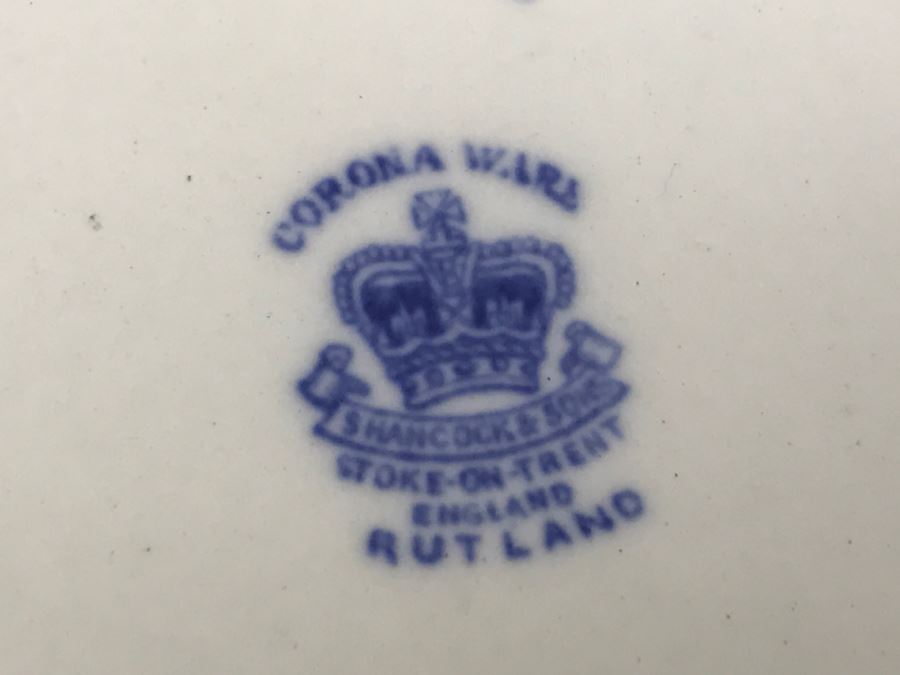 CORONA WARE
S HANCOCK & SONS
STOKE-ON-TRENT
ENGLAND
RUTLAND